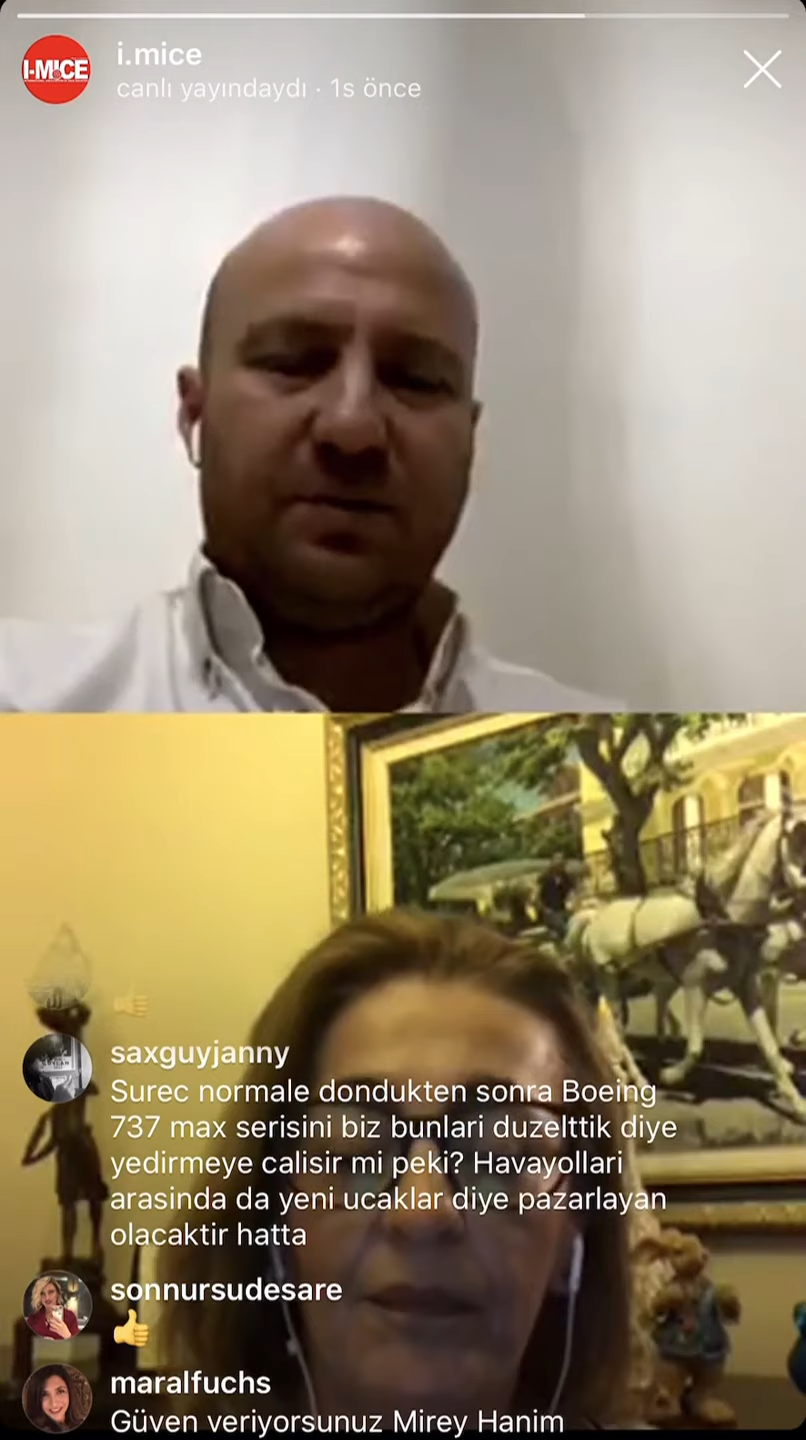 I-MICE
i.mice
canlı yayındaydı · 1s önce
saxguyjanny
Surec normale dondukten sonra Boeing
737 max serisini biz bunlari duzelttik diye
yedirmeye calisir mi peki? Havayollari
arasinda da yeni ucaklar diye pazarlayan
olacaktir hatta
sonnursudesare
👍
maralfuchs
Güven veriyorsunuz Mirey Hanim